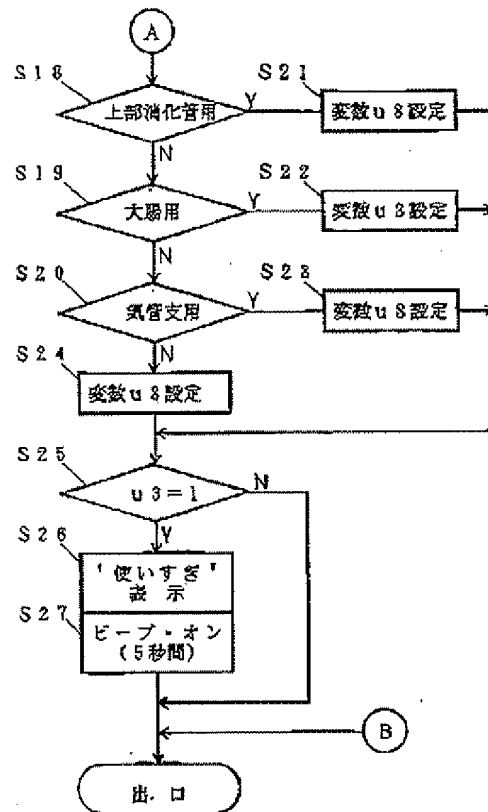 A
S18
上部消化管用
Y
S21
変数u3設定
N
S19
大腸用
Y
S22
変数u3設定
N
S20
気管支用
Y
S23
変数u3設定
N
S24
変数u3設定
S25
u3=1
N
Y
S26
'使いすぎ'
表示
S27
ビープ・オン
(5秒間)
B
出口